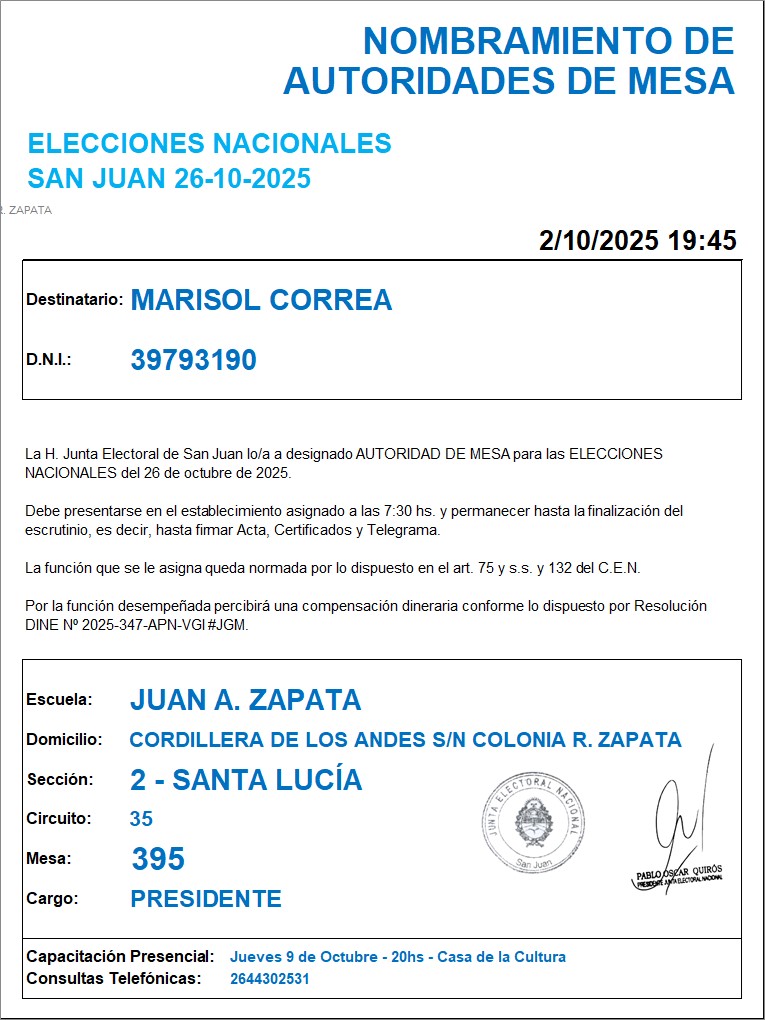 NOMBRAMIENTO DE
AUTORIDADES DE MESA
ELECCIONES NACIONALES
SAN JUAN 26-10-2025
R. ZAPATA
2/10/2025 19:45
Destinatario: MARISOL CORREA
D.N.I.: 39793190
La H. Junta Electoral de San Juan lo/a a designado AUTORIDAD DE MESA para las ELECCIONES
NACIONALES del 26 de octubre de 2025.
Debe presentarse en el establecimiento asignado a las 7:30 hs. y permanecer hasta la finalización del
escrutinio, es decir, hasta firmar Acta, Certificados y Telegrama.
La función que se le asigna queda normada por lo dispuesto en el art. 75 y s.s. y 132 del C.E.N.
Por la función desempeñada percibirá una compensación dineraria conforme lo dispuesto por Resolución
DINE Nº 2025-347-APN-VGI#JGM.
Escuela: JUAN A. ZAPATA
Domicilio: CORDILLERA DE LOS ANDES S/N COLONIA R. ZAPATA
Sección: 2 - SANTA LUCÍA
Circuito: 35
Mesa: 395
Cargo: PRESIDENTE
JUNTA ELECTORAL NACIONAL
San Juan
PABLO OSCAR QUIRÓS
PRESIDENTE JUNTA ELECTORAL NACIONAL
Capacitación Presencial: Jueves 9 de Octubre - 20hs - Casa de la Cultura
Consultas Telefónicas: 2644302531